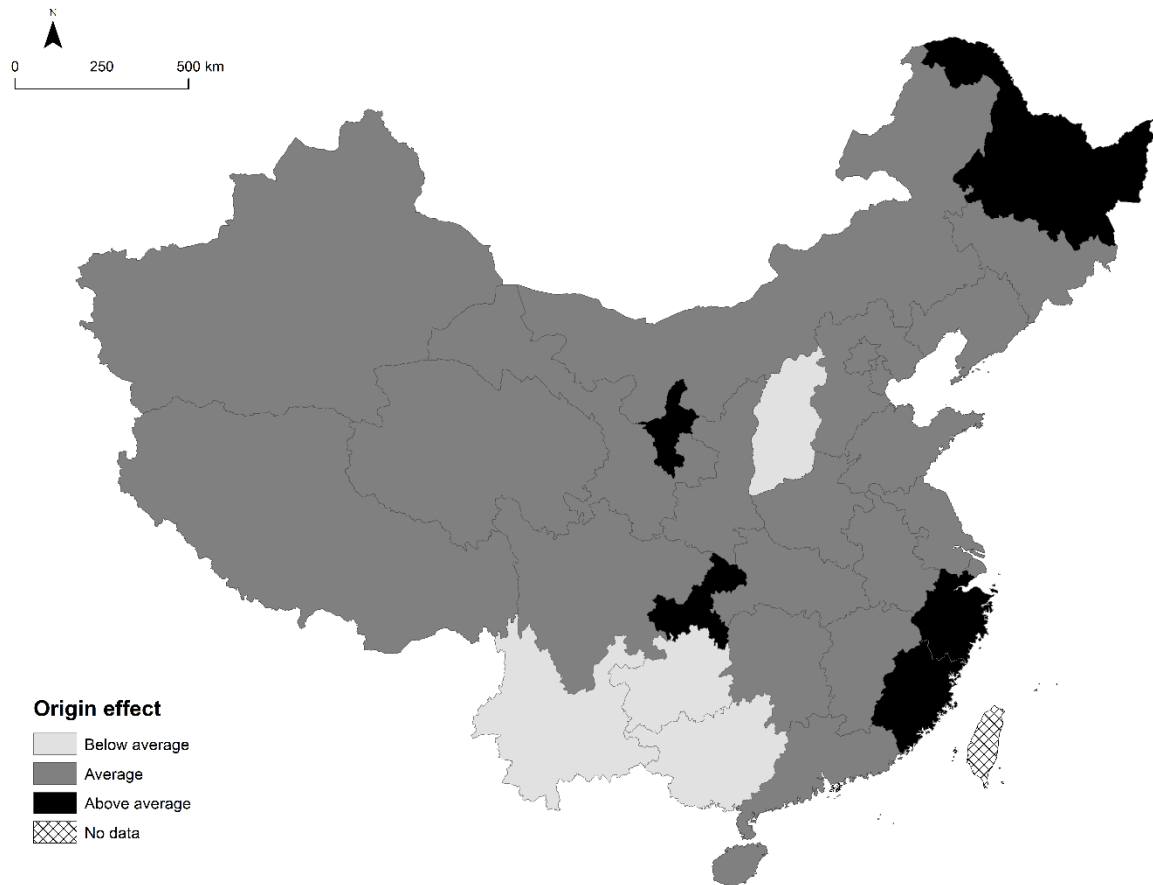 N
0 250 500 km
Origin effect
Below average
Average
Above average
No data